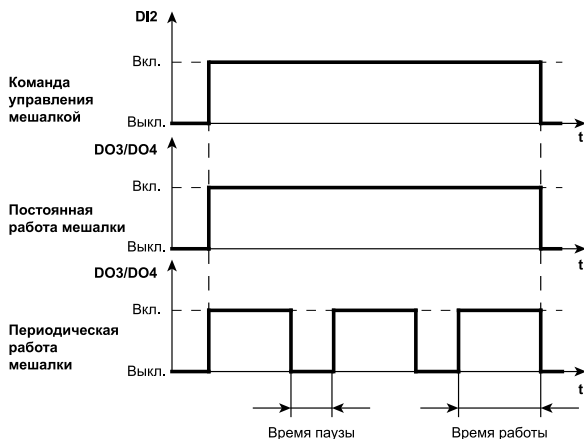 DI2
Вкл.
Команда
управления
мешалкой
Выкл.
t
DO3/DO4
Вкл.
Постоянная
работа мешалки
Выкл.
t
DO3/DO4
Вкл.
Периодическая
работа
мешалки
Выкл.
t
Время паузы
Время работы